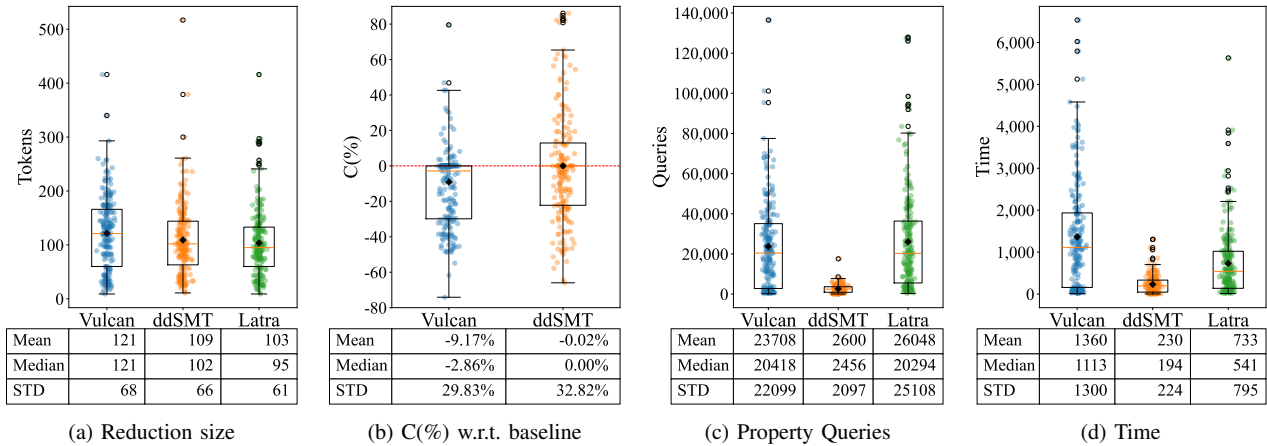 500
400
300
200
100
0
Tokens
Vulcan ddSMT Latra
Mean 121 109 103
Median 121 102 95
STD 68 66 61
(a) Reduction size
80
60
40
20
0
-20
-40
-60
-80
C(%)
Vulcan ddSMT
Mean -9.17% -0.02%
Median -2.86% 0.00%
STD 29.83% 32.82%
(b) C(%) w.r.t. baseline
140,000
120,000
100,000
80,000
60,000
40,000
20,000
0
Queries
Vulcan ddSMT Latra
Mean 23708 2600 26048
Median 20418 2456 20294
STD 22099 2097 25108
(c) Property Queries
6,000
5,000
4,000
3,000
2,000
1,000
0
Time
Vulcan ddSMT Latra
Mean 1360 230 733
Median 1113 194 541
STD 1300 224 795
(d) Time